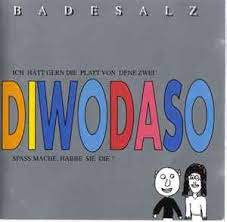 BADESALZ
ICH HÄTT GERN DIE PLATT VON DENE ZWEI
DIWODASO
SPASS MACHE. HABBE SIE DIE?